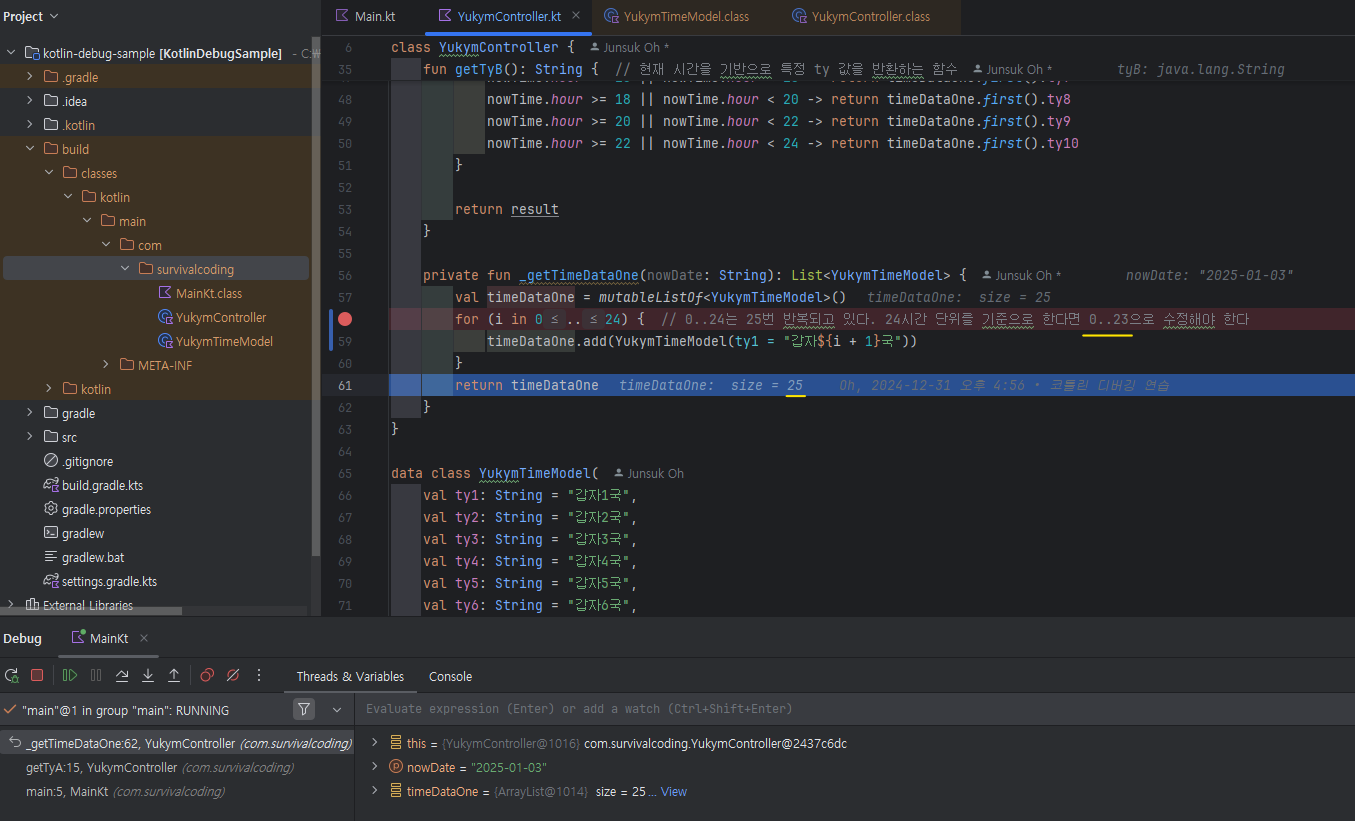 Project
Main.kt
YukymController.kt
YukymTimeModel.class
YukymController.class
kotlin-debug-sample [KotlinDebugSample] - C:
.gradle
.idea
.kotlin
build
classes
kotlin
main
com
survivalcoding
MainKt.class
YukymController
YukymTimeModel
META-INF
kotlin
gradle
src
.gitignore
build.gradle.kts
gradle.properties
gradlew
gradlew.bat
settings.gradle.kts
External Libraries
6 class YukymController { Junsuk Oh *
35 fun getTyB(): String { // 현재 시간을 기반으로 특정 ty 값을 반환하는 함수 Junsuk Oh * tyB: java.lang.String
48 nowTime.hour >= 18 || nowTime.hour < 20 -> return timeDataOne.first().ty8
49 nowTime.hour >= 20 || nowTime.hour < 22 -> return timeDataOne.first().ty9
50 nowTime.hour >= 22 || nowTime.hour < 24 -> return timeDataOne.first().ty10
51 }
52
53 return result
54 }
55
56 private fun _getTimeDataOne(nowDate: String): List<YukymTimeModel> { Junsuk Oh * nowDate: "2025-01-03"
57 val timeDataOne = mutableListOf<YukymTimeModel>() timeDataOne: size = 25
for (i in 0 ≤ .. ≤ 24) { // 0..24는 25번 반복되고 있다. 24시간 단위를 기준으로 한다면 0..23으로 수정해야 한다
59 timeDataOne.add(YukymTimeModel(ty1 = "갑자${i + 1}국"))
60 }
61 return timeDataOne timeDataOne: size = 25 Oh, 2024-12-31 오후 4:56 • 코틀린 디버깅 연습
62 }
63 }
64
65 data class YukymTimeModel( Junsuk Oh
66 val ty1: String = "갑자1국",
67 val ty2: String = "갑자2국",
68 val ty3: String = "갑자3국",
69 val ty4: String = "갑자4국",
70 val ty5: String = "갑자5국",
71 val ty6: String = "갑자6국",
Debug
MainKt
Threads & Variables
Console
"main"@1 in group "main": RUNNING
_getTimeDataOne:62, YukymController (com.survivalcoding)
getTyA:15, YukymController (com.survivalcoding)
main:5, MainKt (com.survivalcoding)
Evaluate expression (Enter) or add a watch (Ctrl+Shift+Enter)
this = {YukymController@1016} com.survivalcoding.YukymController@2437c6dc
nowDate = "2025-01-03"
timeDataOne = {ArrayList@1014} size = 25 ... View